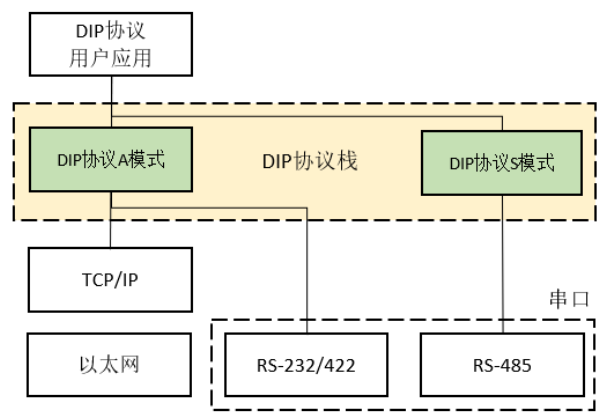 DIP协议
用户应用
DIP协议A模式
DIP协议栈
DIP协议S模式
TCP/IP
串口
以太网
RS-232/422
RS-485